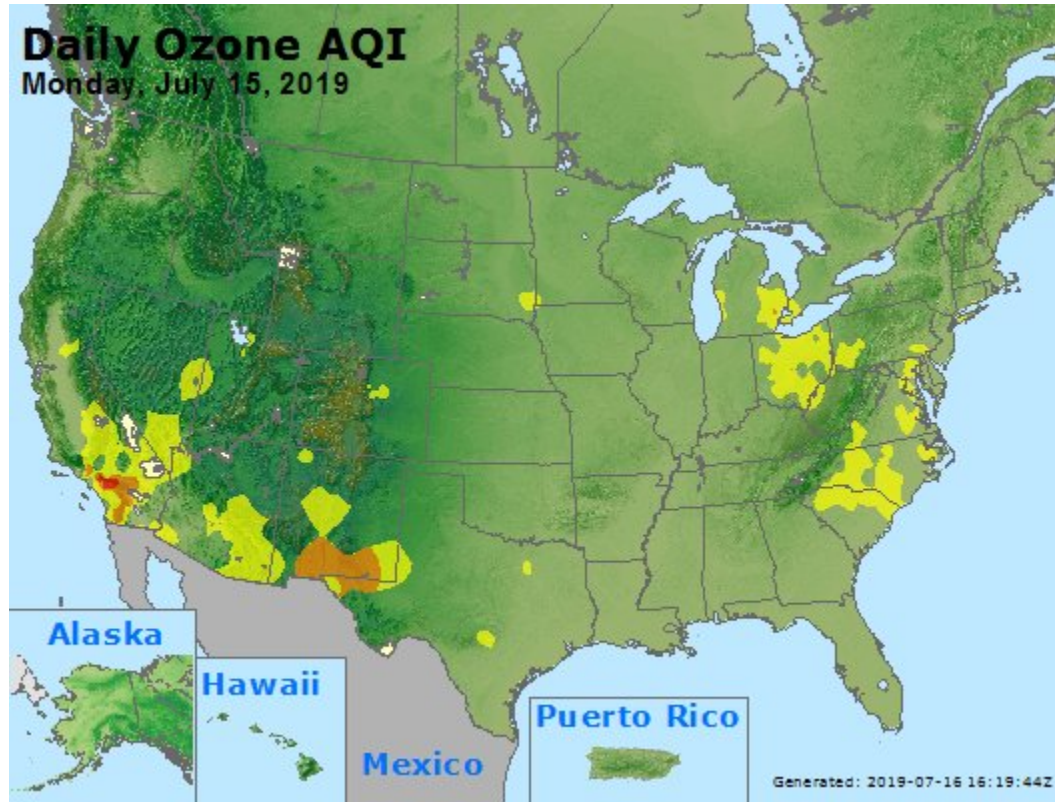 Daily Ozone AQI
Monday, July 15, 2019
Alaska
Hawaii
Mexico
Puerto Rico
Generated: 2019-07-16 16:19:44Z